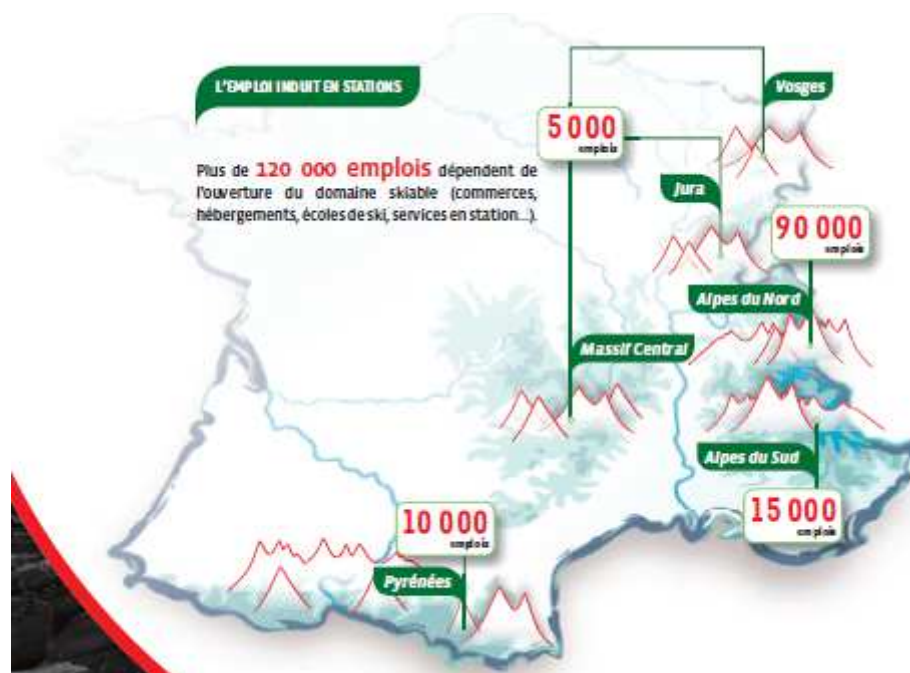 L'EMPLOI INDUIT EN STATIONS
Plus de 120 000 emplois dépendent de
l'ouverture du domaine skiable (commerces,
hébergements, écoles de ski, services en station...).
Vosges
5 000
emplois
Jura
90 000
emplois
Alpes du Nord
Massif Central
Alpes du Sud
15 000
emplois
10 000
emplois
Pyrénées